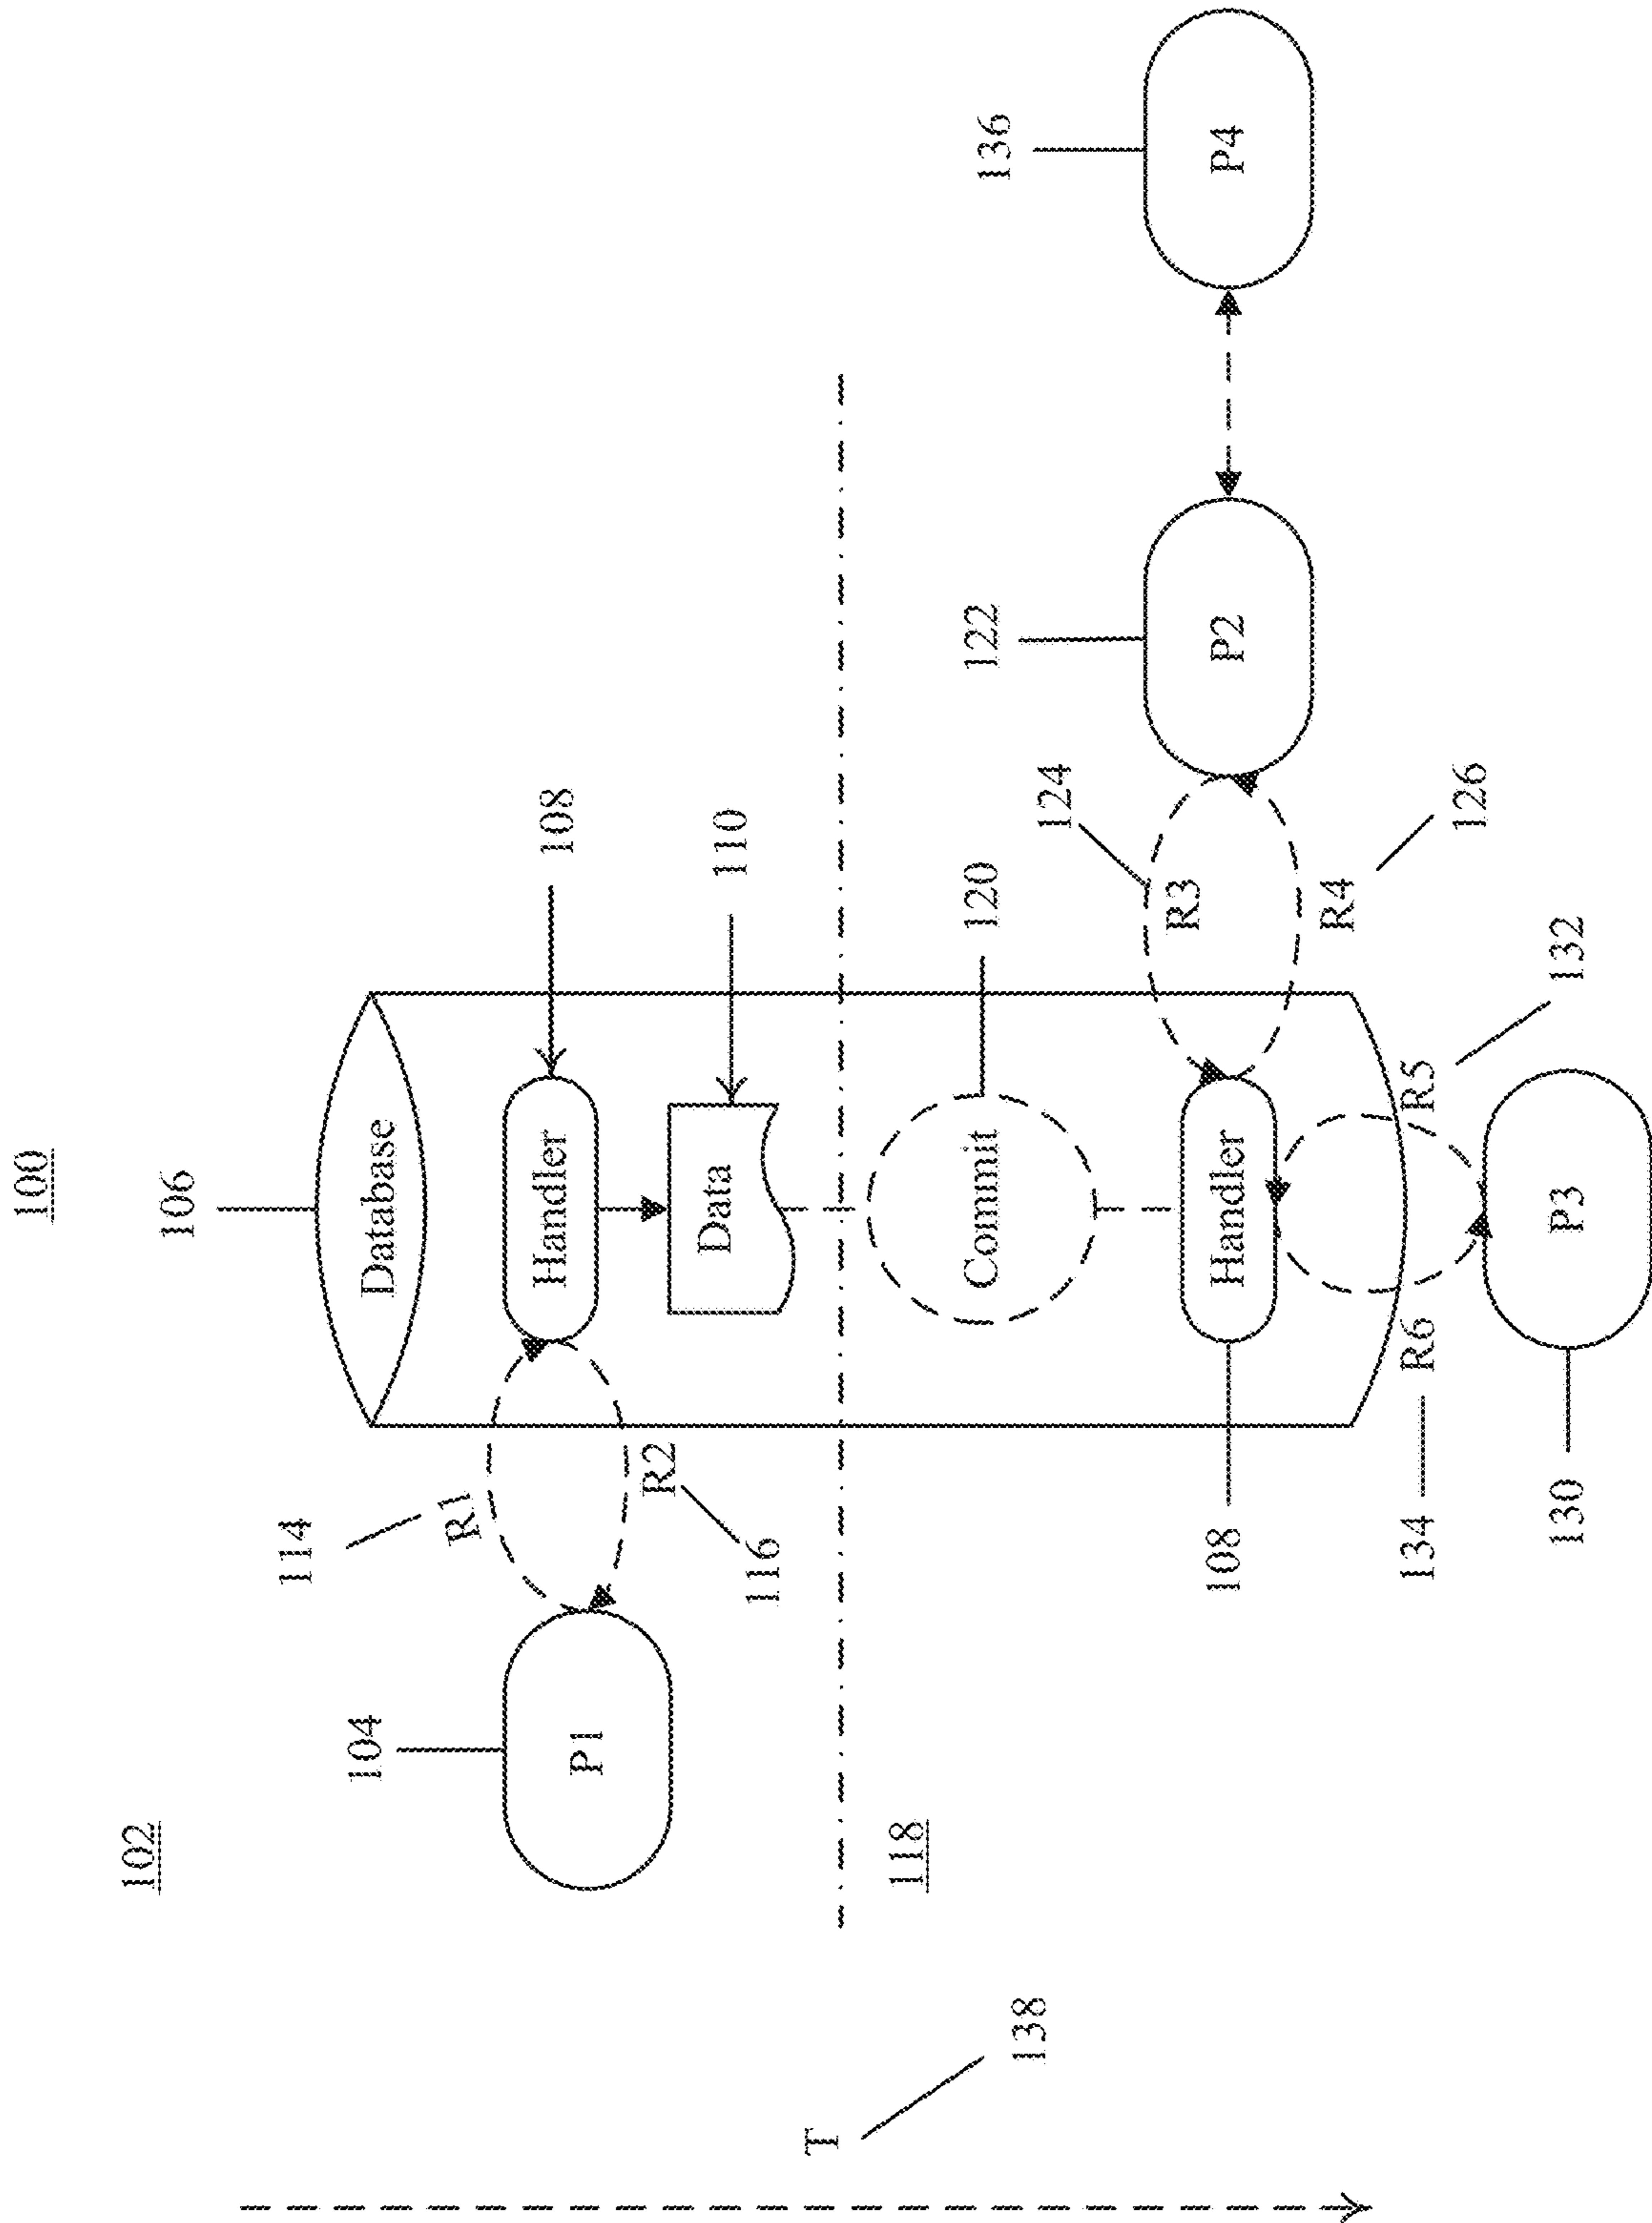 100
102
106
Database
114
R1
104
P1
Handler
108
R2
116
Data
110
118
120
Commit
124
R3
122
P2
136
P4
R4
126
Handler
108
R5
132
134
R6
P3
130
T
138